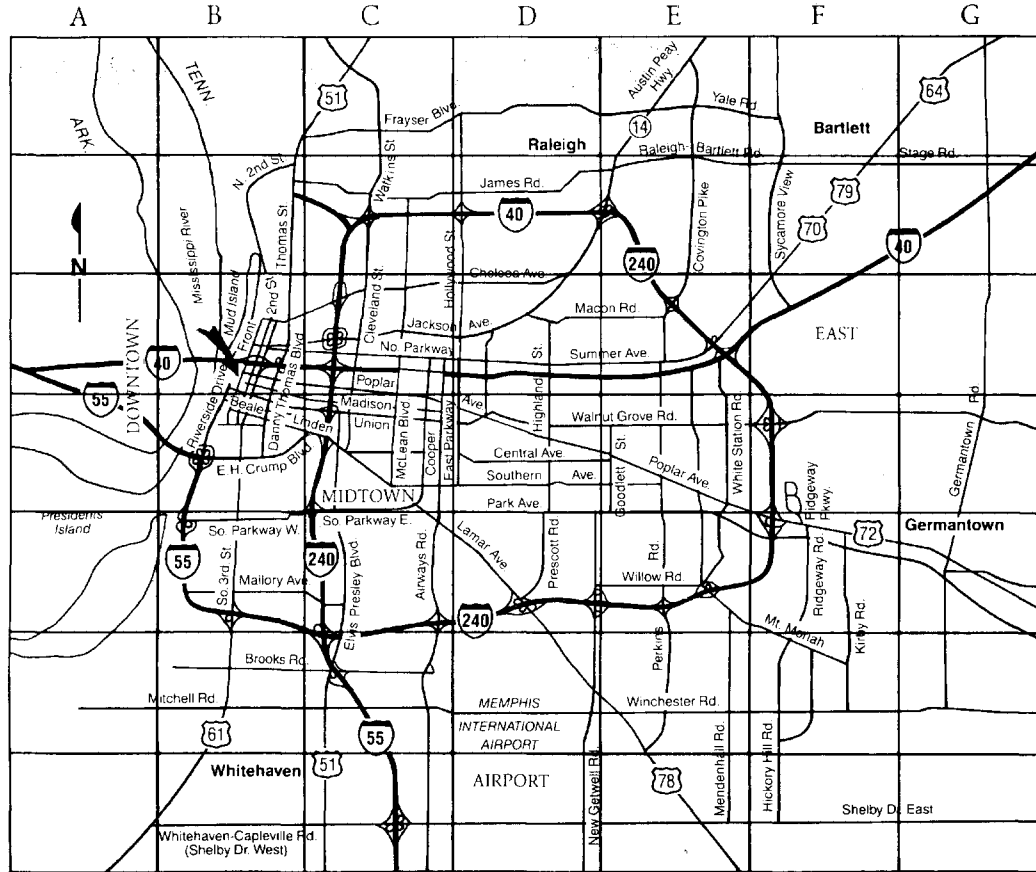 A B C D E F G
TENN.
ARK.
51
Austin Peay
Hwy
64
Yale Rd.
Frayser Blvd.
14
Bartlett
Raleigh
Raleigh-Bartlett Rd.
Stage Rd.
N. 2nd St.
Watkins St.
James Rd.
79
40
Covington Pike
Sycamore View
70
40
Mississippi River
Thomas St.
240
N
Mud Island
2nd St.
Cleveland St.
Hollywood St.
Chelsea Ave.
Macon Rd.
Front
Jackson Ave.
EAST
No. Parkway
St.
Summer Ave.
DOWNTOWN
40
55
Riverside Drive
Danny Thomas Blvd.
Poplar
Ave.
Highland
Rd.
Beale
Madison
Walnut Grove Rd.
Linden
Union
McLean Blvd.
Cooper
East Parkway
St.
White Station Rd.
Germantown
Central Ave.
E.H. Crump Blvd.
Southern Ave.
Poplar Ave.
Goodlett
MIDTOWN
Park Ave.
Ridgeway
Pkwy.
Presidents
Island
So. Parkway W.
So. Parkway E.
Germantown
72
Lamar Ave.
Prescott Rd.
55
240
So. 3rd St.
Mallory Ave.
Elvis Presley Blvd.
Airways Rd.
Rd.
Willow Rd.
Ridgeway Rd.
240
Mt. Moriah
Kirby Rd.
Brooks Rd.
Perkins
Mitchell Rd.
MEMPHIS
INTERNATIONAL
AIRPORT
Winchester Rd.
61
55
51
Whitehaven
AIRPORT
78
New Getwell Rd.
Mendenhall Rd.
Hickory Hill Rd.
Shelby Dr. East
Whitehaven-Capleville Rd.
(Shelby Dr. West)